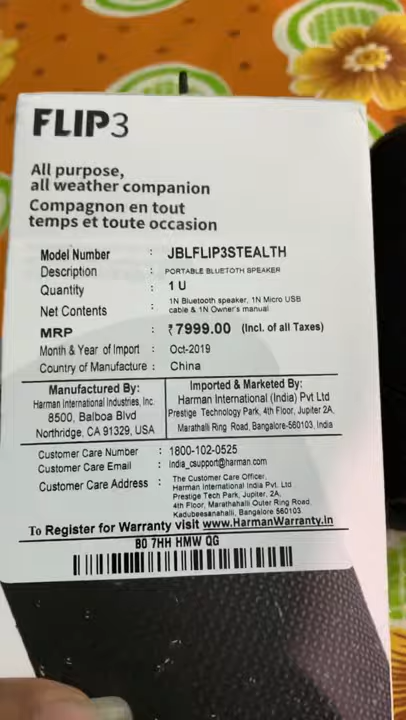 FLIP3
All purpose,
all weather companion
Compagnon en tout
temps et toute occasion
Model Number : JBLFLIP3STEALTH
Description : PORTABLE BLUETOTH SPEAKER
Quantity : 1 U
Net Contents : 1N Bluetooth speaker, 1N Micro USB
cable & 1N Owner's manual
MRP : ₹7999.00 (Incl. of all Taxes)
Month & Year of Import : Oct-2019
Country of Manufacture : China
Manufactured By:
Harman International Industries, Inc.
8500, Balboa Blvd
Northridge, CA 91329, USA
Imported & Marketed By:
Harman International (India) Pvt Ltd
Prestige Technology Park, 4th Floor, Jupiter 2A,
Marathalli Ring Road, Bangalore-560103, India
Customer Care Number : 1800-102-0525
Customer Care Email : india_csupport@harman.com
Customer Care Address : The Customer Care Officer,
Harman International India Pvt. Ltd
Prestige Tech Park, Jupiter, 2A,
4th Floor, Marathahalli Outer Ring Road,
Kadubeesanahalli, Bangalore 560103
To Register for Warranty visit www.HarmanWarranty.in
B0 7HH HMW QG